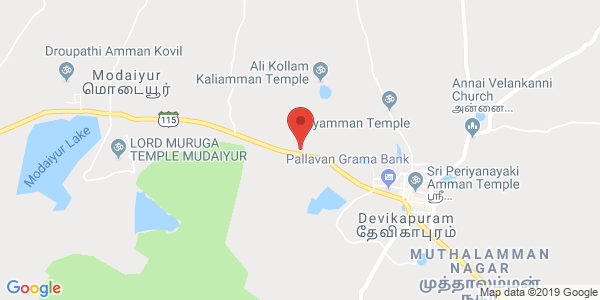 Droupathi Amman Kovil
Modaiyur
மொடையூர்
Ali Kollam
Kaliamman Temple
Annai Velankanni
Church
அன்னை...
115
yamman Temple
Modaiyur Lake
LORD MURUGA
TEMPLE MUDAIYUR
Pallavan Grama Bank
Sri Periyanayaki
Amman Temple
ஸ்ரீ...
Devikapuram
தேவிகாபுரம்
MUTHALAMMAN
NAGAR
முத்தாலம்மன்
Google
Map data ©2019 Google